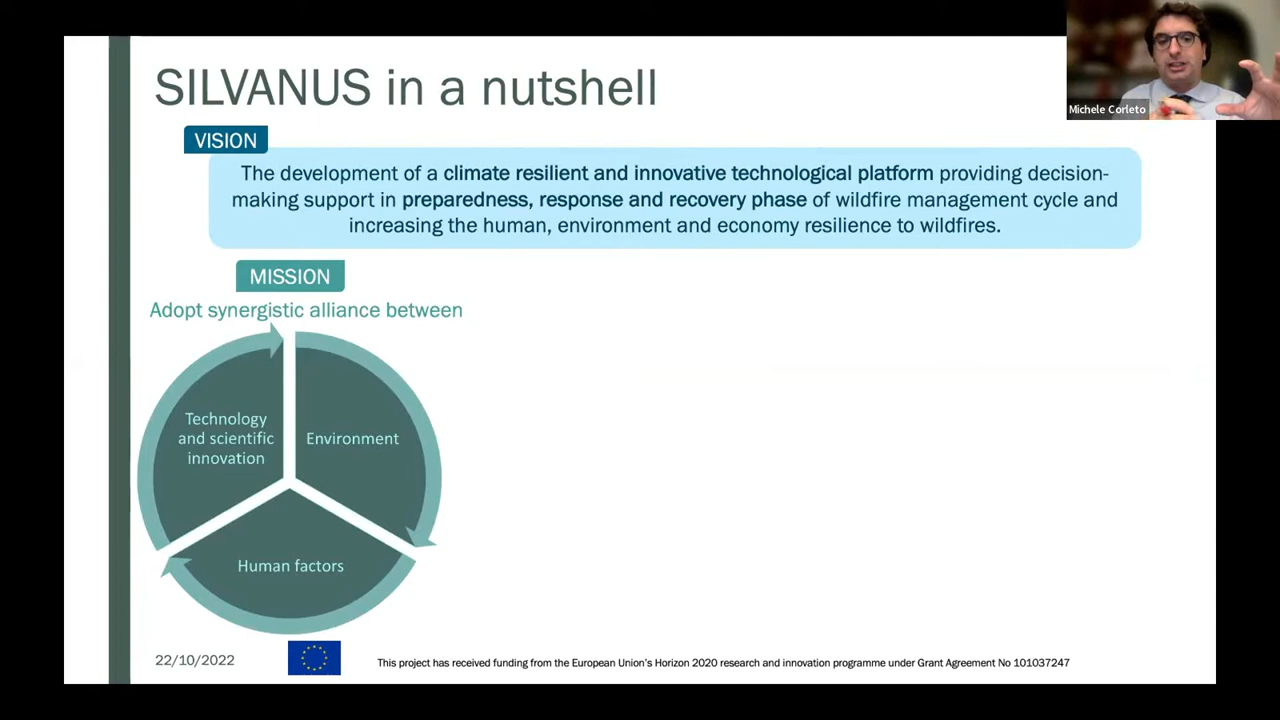 SILVANUS in a nutshell
Michele Corleto
VISION
The development of a climate resilient and innovative technological platform providing decision-
making support in preparedness, response and recovery phase of wildfire management cycle and
increasing the human, environment and economy resilience to wildfires.
MISSION
Adopt synergistic alliance between
Technology
and scientific
innovation
Environment
Human factors
22/10/2022
This project has received funding from the European Union's Horizon 2020 research and innovation programme under Grant Agreement No 101037247